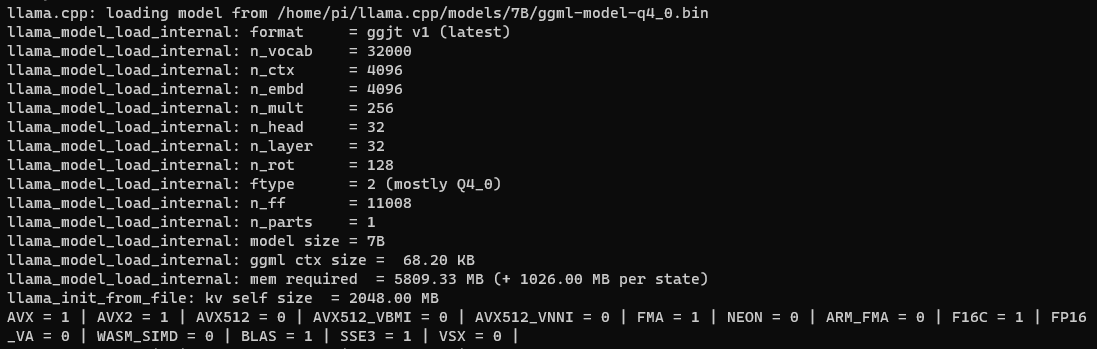 llama.cpp: loading model from /home/pi/llama.cpp/models/7B/ggml-model-q4_0.bin
llama_model_load_internal: format     = ggjt v1 (latest)
llama_model_load_internal: n_vocab    = 32000
llama_model_load_internal: n_ctx      = 4096
llama_model_load_internal: n_embd     = 4096
llama_model_load_internal: n_mult     = 256
llama_model_load_internal: n_head     = 32
llama_model_load_internal: n_layer    = 32
llama_model_load_internal: n_rot      = 128
llama_model_load_internal: ftype      = 2 (mostly Q4_0)
llama_model_load_internal: n_ff       = 11008
llama_model_load_internal: n_parts    = 1
llama_model_load_internal: model size = 7B
llama_model_load_internal: ggml ctx size =  68.20 KB
llama_model_load_internal: mem required  = 5809.33 MB (+ 1026.00 MB per state)
llama_init_from_file: kv self size  = 2048.00 MB
AVX = 1 | AVX2 = 1 | AVX512 = 0 | AVX512_VBMI = 0 | AVX512_VNNI = 0 | FMA = 1 | NEON = 0 | ARM_FMA = 0 | F16C = 1 | FP16
_VA = 0 | WASM_SIMD = 0 | BLAS = 1 | SSE3 = 1 | VSX = 0 |